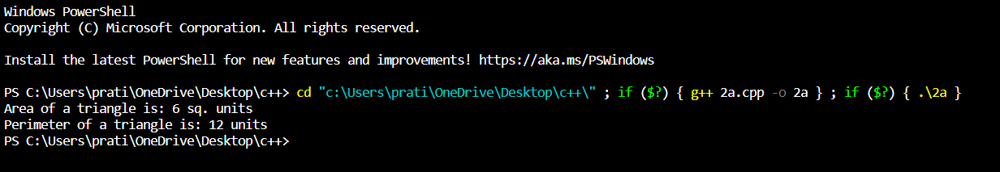 Windows PowerShell
Copyright (C) Microsoft Corporation. All rights reserved.
Install the latest PowerShell for new features and improvements! https://aka.ms/PSWindows
PS C:\Users\prati\OneDrive\Desktop\c++> cd "c:\Users\prati\OneDrive\Desktop\c++\" ; if ($?) { g++ 2a.cpp -o 2a } ; if ($?) { .\2a }
Area of a triangle is: 6 sq. units
Perimeter of a triangle is: 12 units
PS C:\Users\prati\OneDrive\Desktop\c++>